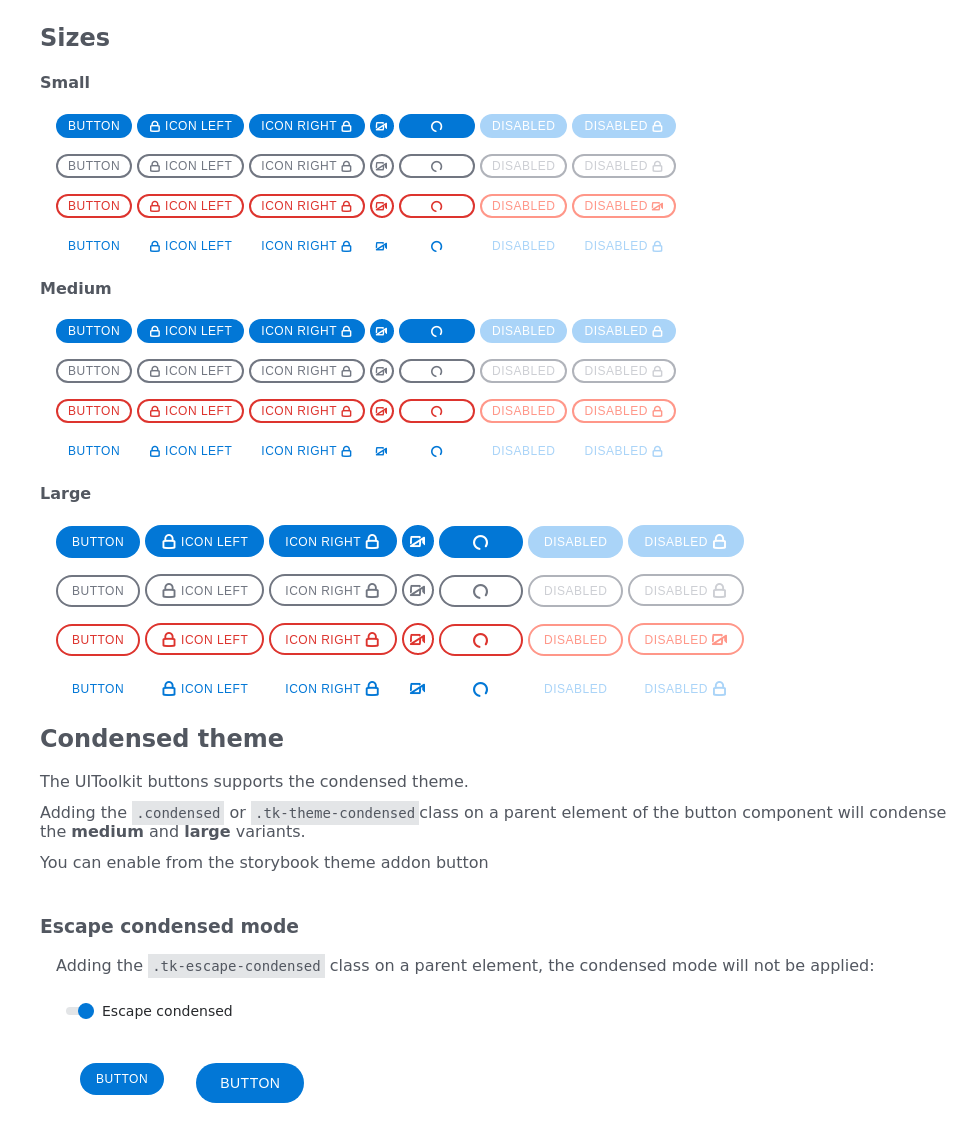 Sizes
Small
BUTTON ICON LEFT ICON RIGHT DISABLED DISABLED
BUTTON ICON LEFT ICON RIGHT DISABLED DISABLED
BUTTON ICON LEFT ICON RIGHT DISABLED DISABLED
BUTTON ICON LEFT ICON RIGHT DISABLED DISABLED
Medium
BUTTON ICON LEFT ICON RIGHT DISABLED DISABLED
BUTTON ICON LEFT ICON RIGHT DISABLED DISABLED
BUTTON ICON LEFT ICON RIGHT DISABLED DISABLED
BUTTON ICON LEFT ICON RIGHT DISABLED DISABLED
Large
BUTTON ICON LEFT ICON RIGHT DISABLED DISABLED
BUTTON ICON LEFT ICON RIGHT DISABLED DISABLED
BUTTON ICON LEFT ICON RIGHT DISABLED DISABLED
BUTTON ICON LEFT ICON RIGHT DISABLED DISABLED
Condensed theme
The UIToolkit buttons supports the condensed theme.
Adding the .condensed or .tk-theme-condensed class on a parent element of the button component will condense
the medium and large variants.
You can enable from the storybook theme addon button
Escape condensed mode
Adding the .tk-escape-condensed class on a parent element, the condensed mode will not be applied:
Escape condensed
BUTTON BUTTON